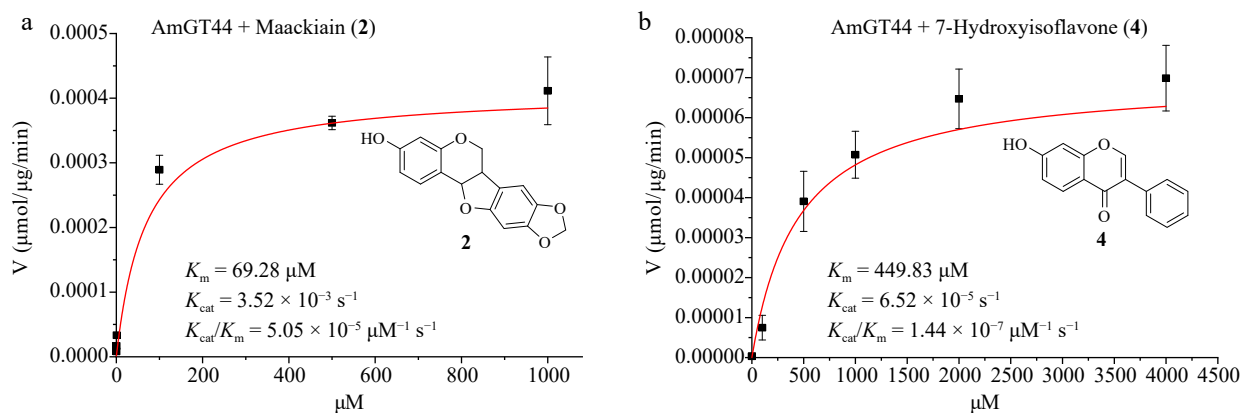 a
AmGT44 + Maackiain (2)
V (μmol/μg/min)
0.0005
0.0004
0.0003
0.0002
0.0001
0.0000
HO
O
O
O
O
2
Km = 69.28 μM
Kcat = 3.52 × 10⁻³ s⁻¹
Kcat/Km = 5.05 × 10⁻⁵ μM⁻¹ s⁻¹
0 200 400 600 800 1000
μM
b
AmGT44 + 7-Hydroxyisoflavone (4)
V (μmol/μg/min)
0.00008
0.00007
0.00006
0.00005
0.00004
0.00003
0.00002
0.00001
0.00000
HO
O
O
4
Km = 449.83 μM
Kcat = 6.52 × 10⁻⁵ s⁻¹
Kcat/Km = 1.44 × 10⁻⁷ μM⁻¹ s⁻¹
0 500 1000 1500 2000 2500 3000 3500 4000 4500
μM